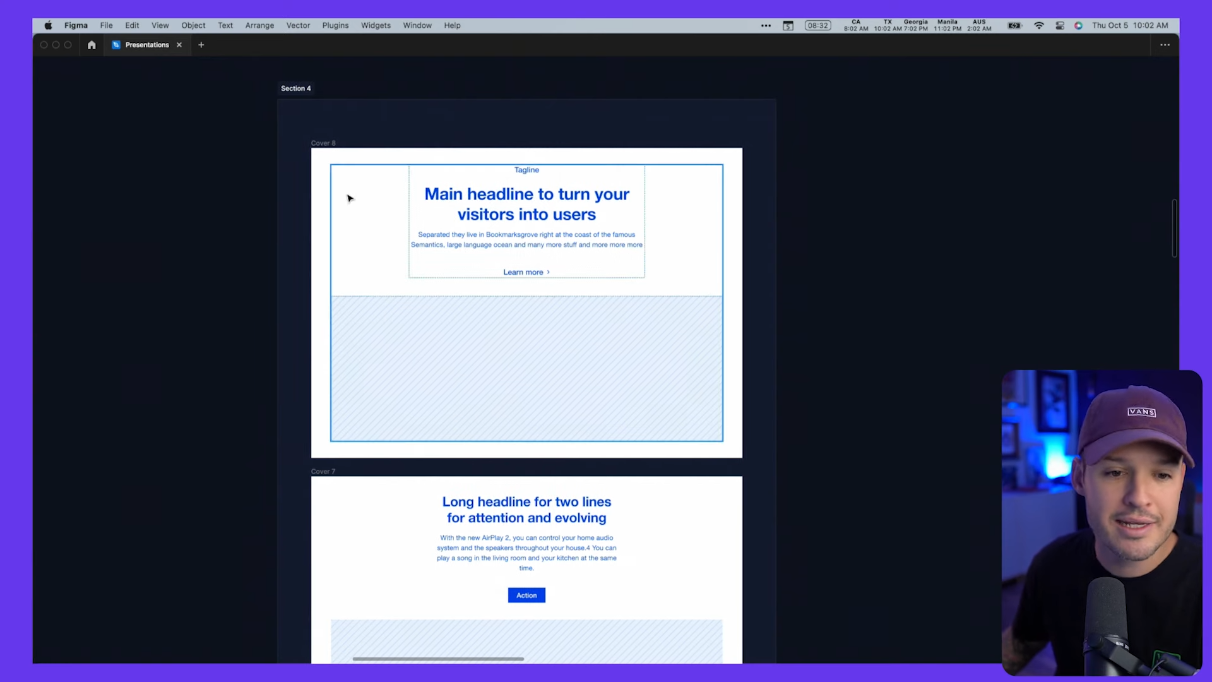 Figma File Edit View Object Text Arrange Vector Plugins Widgets Window Help
••• 5 08:32 CA 8:02 AM TX 10:02 AM Georgia 7:02 PM Manila 11:02 PM AUS 2:02 AM Thu Oct 5 10:02 AM
Presentations
Section 4
Cover 6
Tagline
Main headline to turn your
visitors into users
Separated they live in Bookmarksgrove right at the coast of the famous
Semantics, large language ocean and many more stuff and more more more
Learn more ›
Cover 7
Long headline for two lines
for attention and evolving
With the new AirPlay 2, you can control your home audio
system and the speakers throughout your house.4 You can
play a song in the living room and your kitchen at the same
time.
Action
VANS